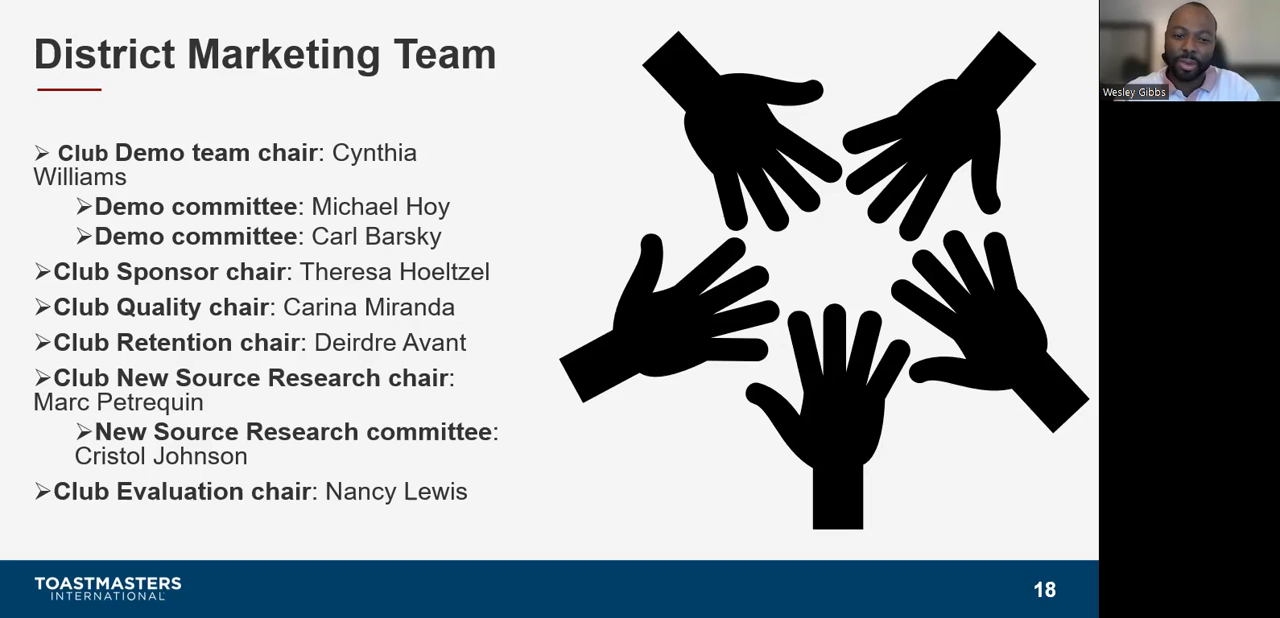 District Marketing Team
➢ Club Demo team chair: Cynthia
Williams
➢Demo committee: Michael Hoy
➢Demo committee: Carl Barsky
➢Club Sponsor chair: Theresa Hoeltzel
➢Club Quality chair: Carina Miranda
➢Club Retention chair: Deirdre Avant
➢Club New Source Research chair:
Marc Petrequin
➢New Source Research committee:
Cristol Johnson
➢Club Evaluation chair: Nancy Lewis
TOASTMASTERS
INTERNATIONAL
18
Wesley Gibbs